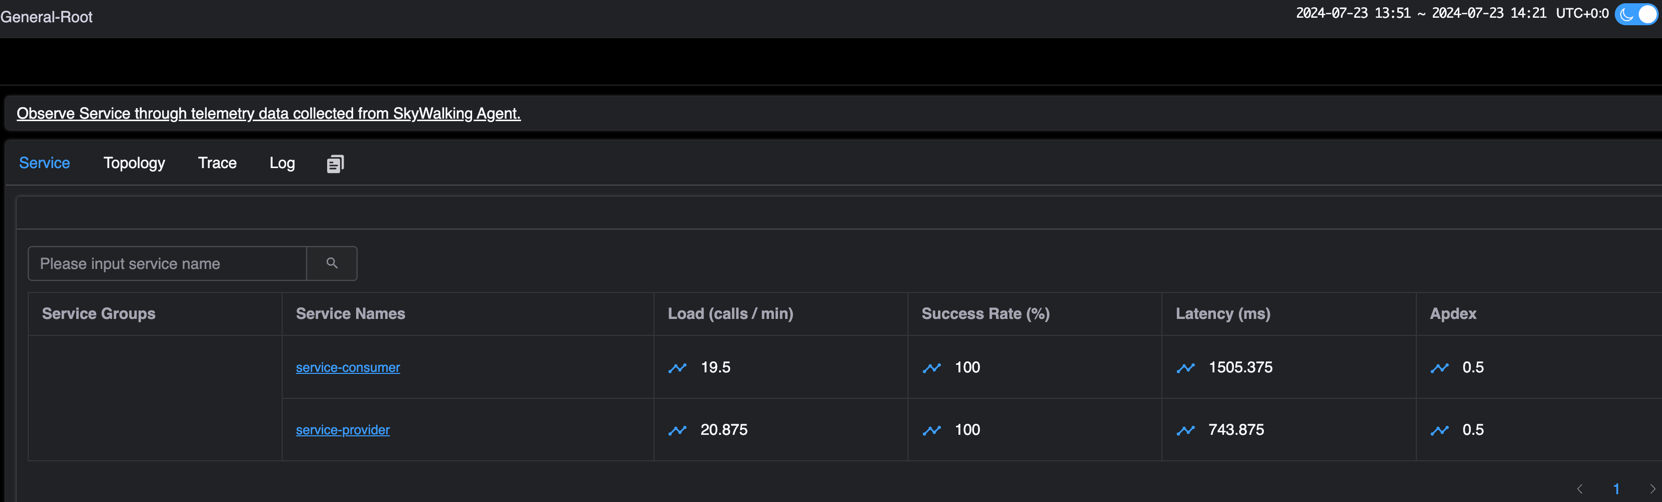 General-Root
2024-07-23 13:51 ~ 2024-07-23 14:21 UTC+0:0
Observe Service through telemetry data collected from SkyWalking Agent.
Service Topology Trace Log
Please input service name
Service Groups Service Names Load (calls / min) Success Rate (%) Latency (ms) Apdex
service-consumer 19.5 100 1505.375 0.5
service-provider 20.875 100 743.875 0.5
1